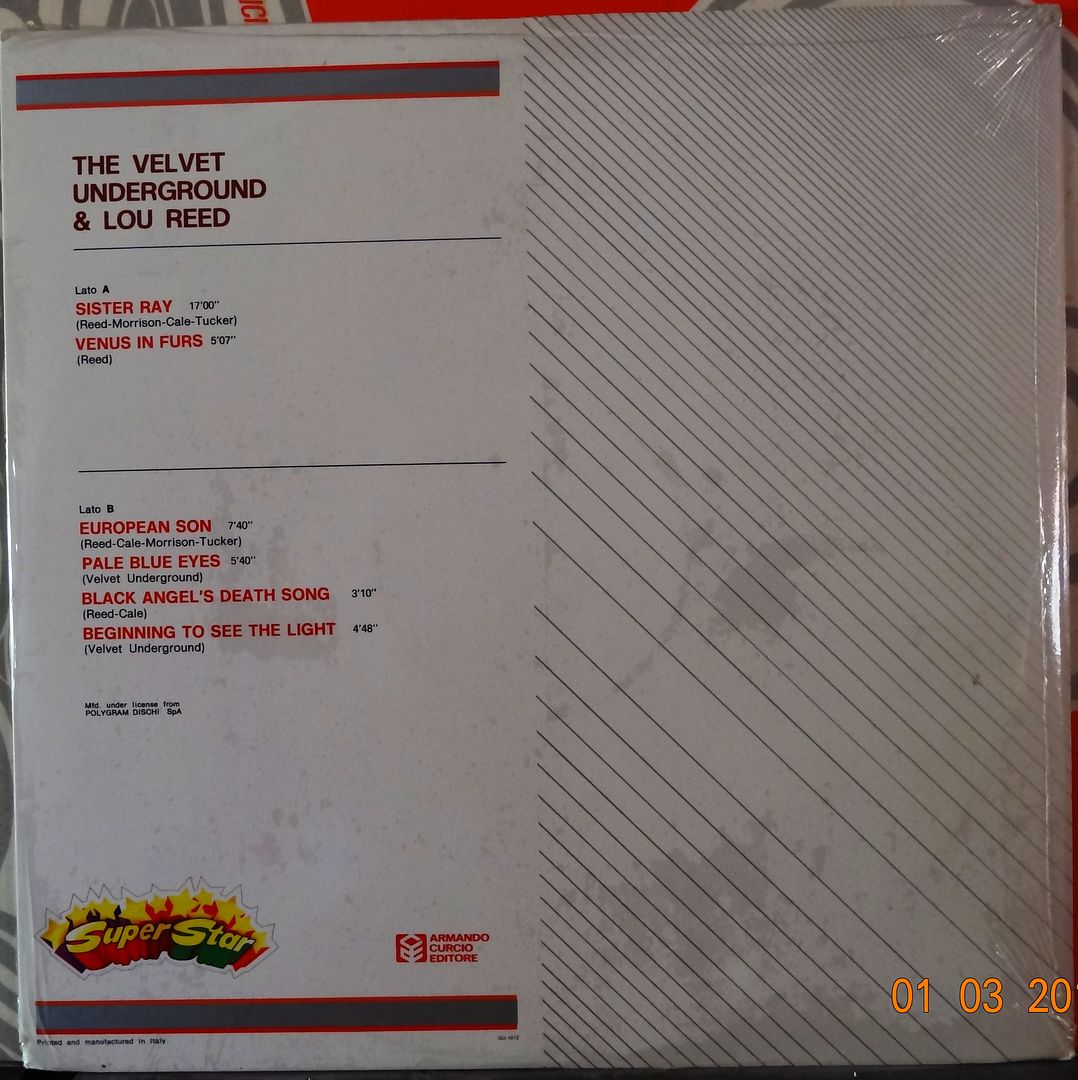 THE VELVET
UNDERGROUND
& LOU REED
Lato A
SISTER RAY 17'00"
(Reed-Morrison-Cale-Tucker)
VENUS IN FURS 5'07"
(Reed)
Lato B
EUROPEAN SON 7'40"
(Reed-Cale-Morrison-Tucker)
PALE BLUE EYES 5'40"
(Velvet Underground)
BLACK ANGEL'S DEATH SONG 3'10"
(Reed-Cale)
BEGINNING TO SEE THE LIGHT 4'48"
(Velvet Underground)
Mfd. under license from
POLYGRAM DISCHI SpA
Super Star
ARMANDO
CURCIO
EDITORE
Printed and manufactured in Italy
01 03 20